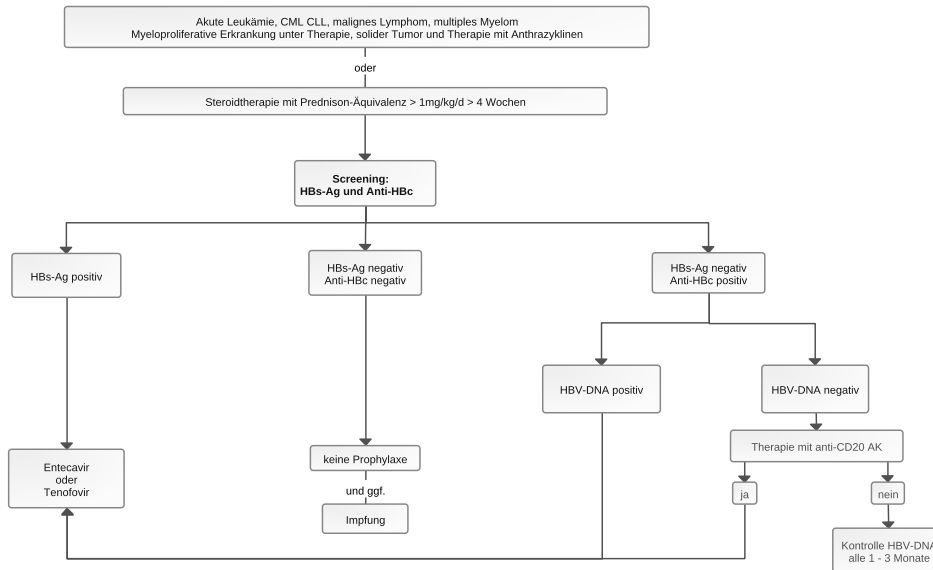 Akute Leukämie, CML CLL, malignes Lymphom, multiples Myelom
Myeloproliferative Erkrankung unter Therapie, solider Tumor und Therapie mit Anthrazyklinen
oder
Steroidtherapie mit Prednison-Äquivalenz > 1mg/kg/d > 4 Wochen
Screening:
HBs-Ag und Anti-HBc
HBs-Ag positiv
HBs-Ag negativ
Anti-HBc negativ
HBs-Ag negativ
Anti-HBc positiv
HBV-DNA positiv
HBV-DNA negativ
Therapie mit anti-CD20 AK
Entecavir
oder
Tenofovir
keine Prophylaxe
und ggf.
Impfung
ja
nein
Kontrolle HBV-DNA
alle 1 - 3 Monate